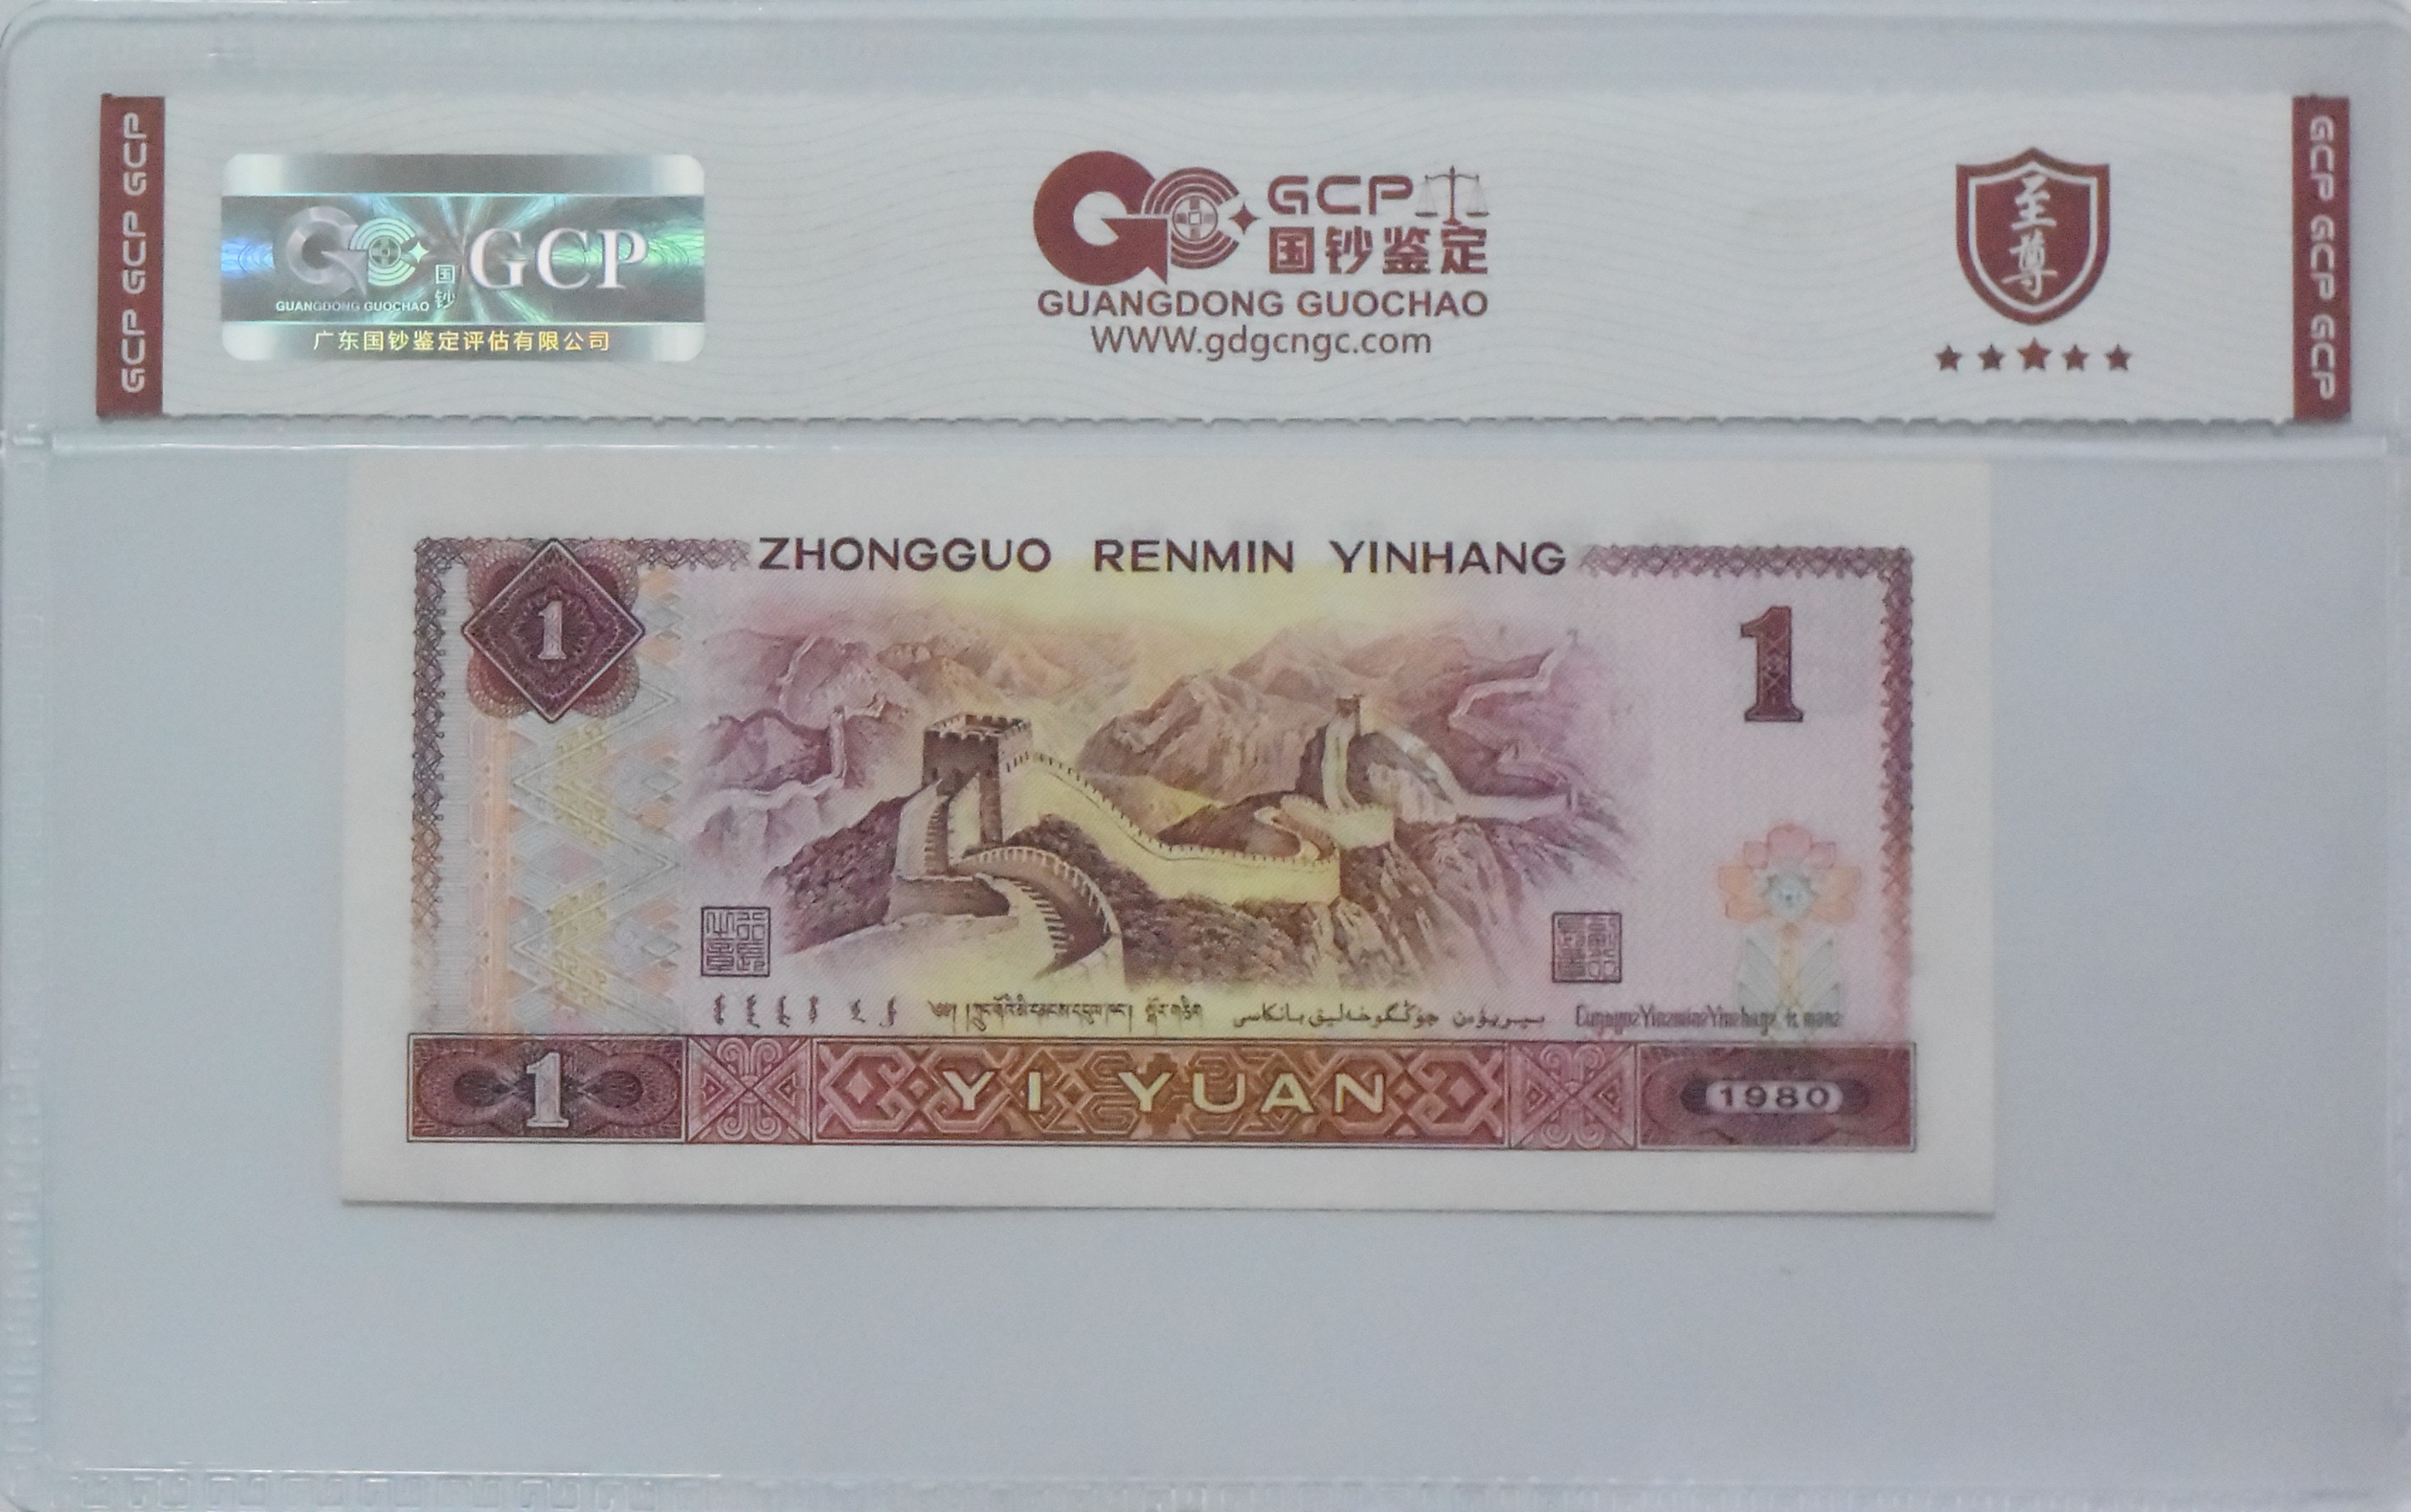 GCP GCP GCP
GCP
国
钞
GUANGDONG GUOCHAO
广东国钞鉴定评估有限公司
GCP
国钞鉴定
GUANGDONG GUOCHAO
WWW.gdgcngc.com
至
尊
GCP GCP GCP
ZHONGGUO RENMIN YINHANG
1
1
1
YI YUAN
1980